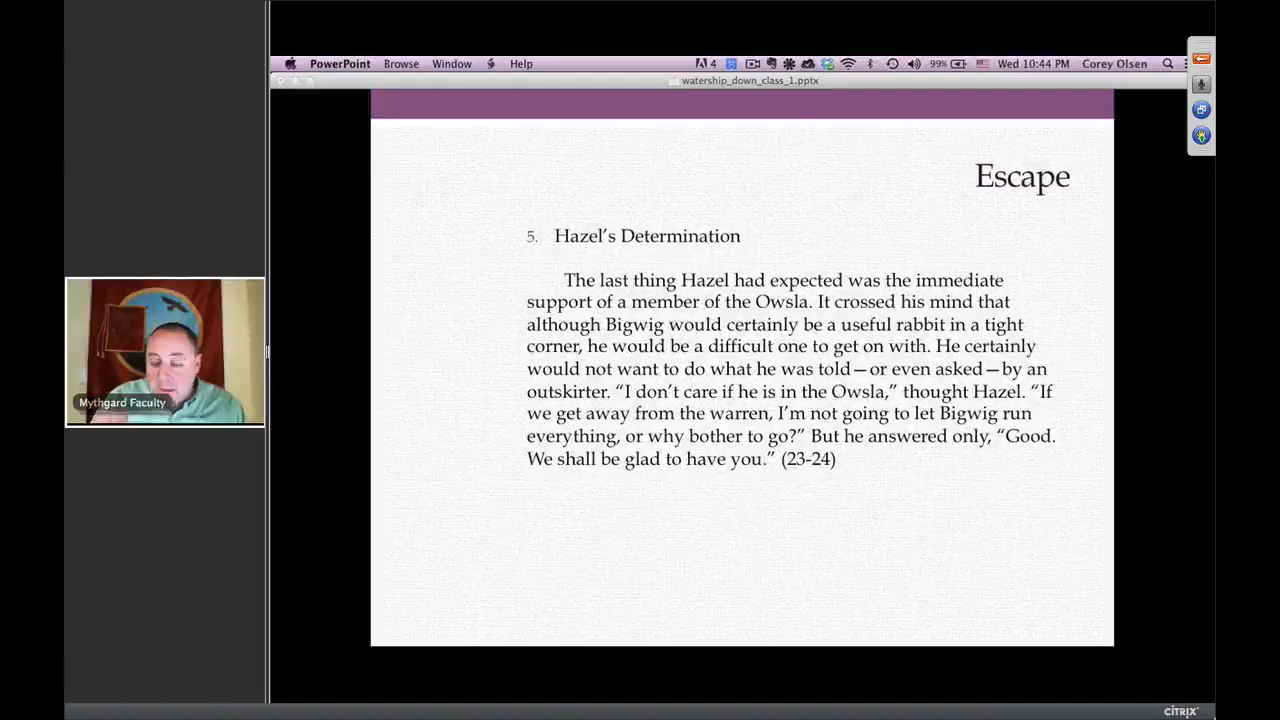 PowerPoint Browse Window Help 4 99% Wed 10:44 PM Corey Olsen
watership_down_class_1.pptx
Escape
5. Hazel’s Determination
The last thing Hazel had expected was the immediate
support of a member of the Owsla. It crossed his mind that
although Bigwig would certainly be a useful rabbit in a tight
corner, he would be a difficult one to get on with. He certainly
would not want to do what he was told—or even asked—by an
outskirter. “I don’t care if he is in the Owsla,” thought Hazel. “If
we get away from the warren, I’m not going to let Bigwig run
everything, or why bother to go?” But he answered only, “Good.
We shall be glad to have you.” (23-24)
Mythgard Faculty
CITRIX